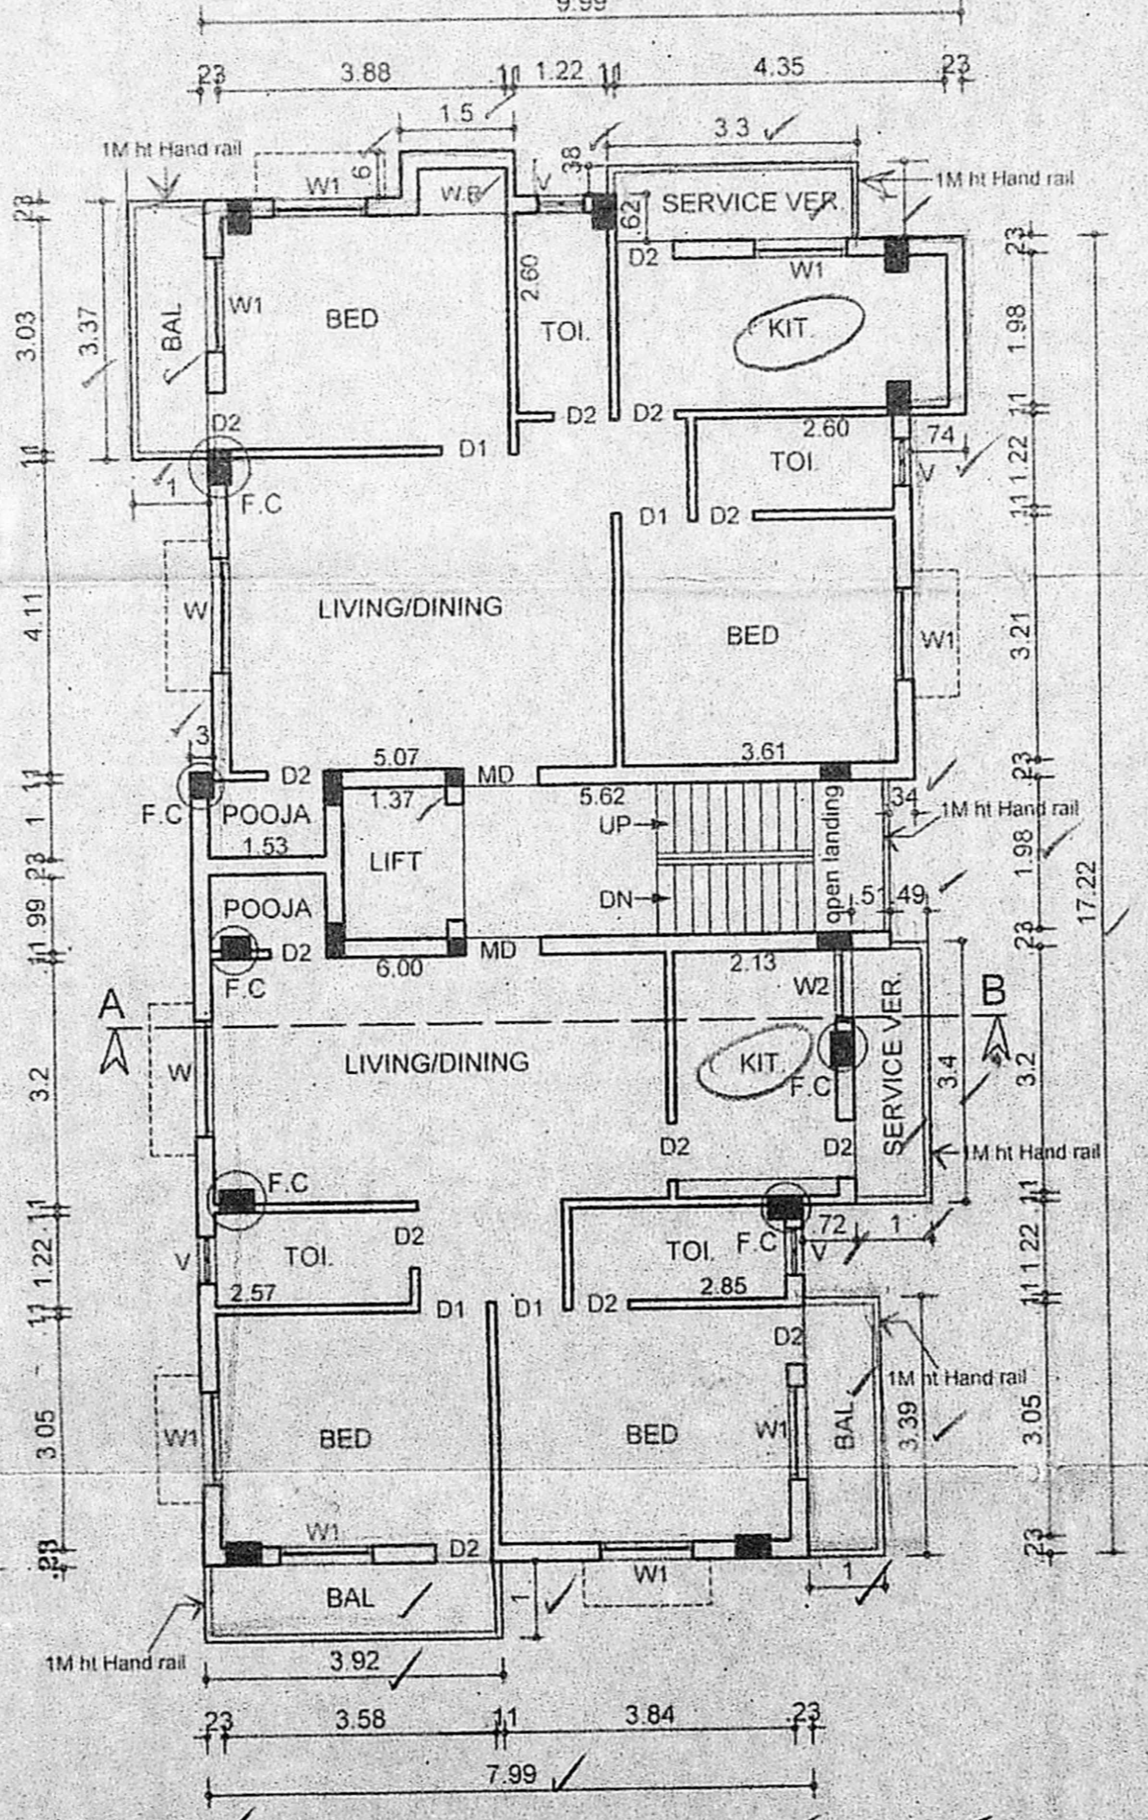 9.99
.23 3.88 .11 1.22 .11 4.35 .23
1.5 3.3
1M ht Hand rail
.6
.38
1M ht Hand rail
W1 W.B V SERVICE VER.
.62
.23
D2 W1
.23
BAL W1 BED 2.60 TOI. KIT.
3.03 3.37 1.98
D2 D2 D2
2.60 .74 .11
D1 TOI. V 1.22
.11
1 F.C
D1 D2 .11
4.11 W LIVING/DINING BED W1 3.21
.3
5.07 3.61 .23
.11 D2 MD
F.C POOJA 1.37 5.62 .34
1M ht Hand rail
1 1.53 UP open landing 1.98
LIFT
.23
.99 POOJA DN .51 .49
17.22
.11 D2 MD .23
F.C 6.00 2.13
W2
A B
LIVING/DINING KIT. SERVICE VER. 3.4 3.2
W F.C
3.2
D2 D2
1M ht Hand rail
F.C .11
.11
D2 F.C .72 1
V TOI. TOI. V 1.22
1.22 2.57 2.85
.11 D1 D1 D2 .11
D2
1M ht Hand rail
W1 BED BED W1 BAL 3.39 3.05
3.05
W1 D2 .23
.23
BAL W1 1
1
1M ht Hand rail
3.92
.23 3.58 .11 3.84 .23
7.99